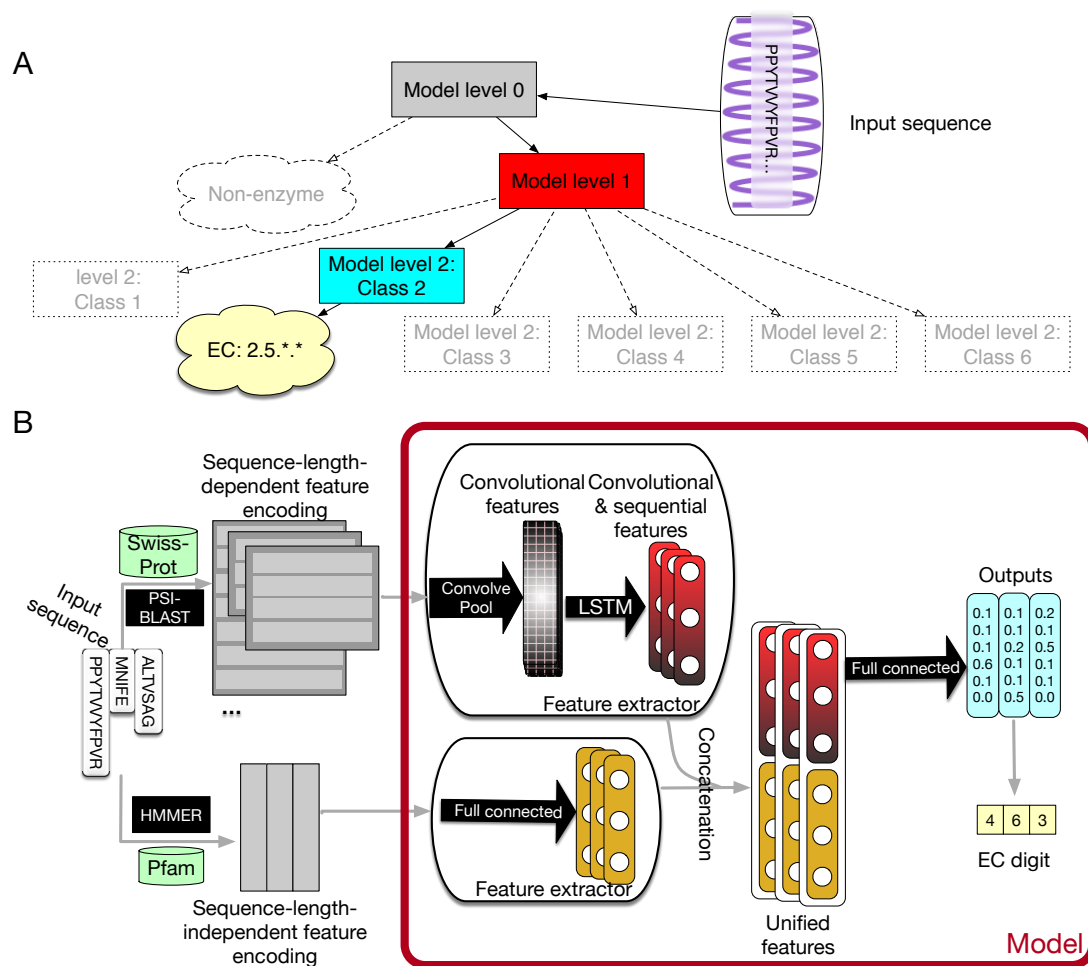 A
Model level 0
PPYTVVYFPVR...
Input sequence
Non-enzyme
Model level 1
level 2:
Class 1
Model level 2:
Class 2
EC: 2.5.*.*
Model level 2:
Class 3
Model level 2:
Class 4
Model level 2:
Class 5
Model level 2:
Class 6
B
Sequence-length-
dependent feature
encoding
Swiss-
Prot
PSI-
BLAST
Input
sequence
PPYTVVYFPVR
MNIFE
ALTVSAG
...
HMMER
Pfam
Sequence-length-
independent feature
encoding
Convolutional
features
Convolutional
& sequential
features
Convolve
Pool
LSTM
Feature extractor
Full connected
Feature extractor
Concatenation
Unified
features
Full connected
Outputs
0.1 0.1 0.2
0.1 0.1 0.1
0.1 0.2 0.5
0.6 0.1 0.1
0.1 0.1 0.1
0.0 0.5 0.0
4 6 3
EC digit
Model